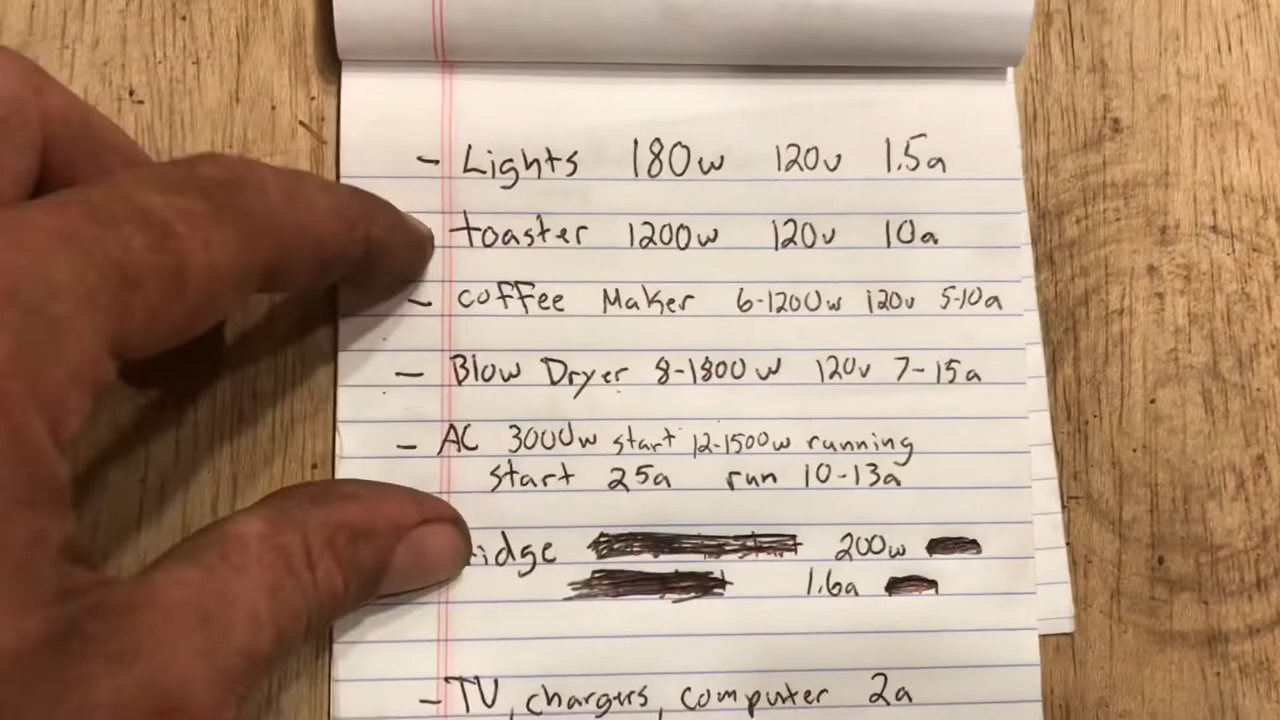 - Lights 180w 120v 1.5a
- toaster 1200w 120v 10a
- coffee Maker 6-1200w 120v 5-10a
- Blow Dryer 8-1800w 120v 7-15a
- AC 3000w start 12-1500w running
start 25a run 10-13a
idge 200w
1.6a
- TV, chargers, computer 2a